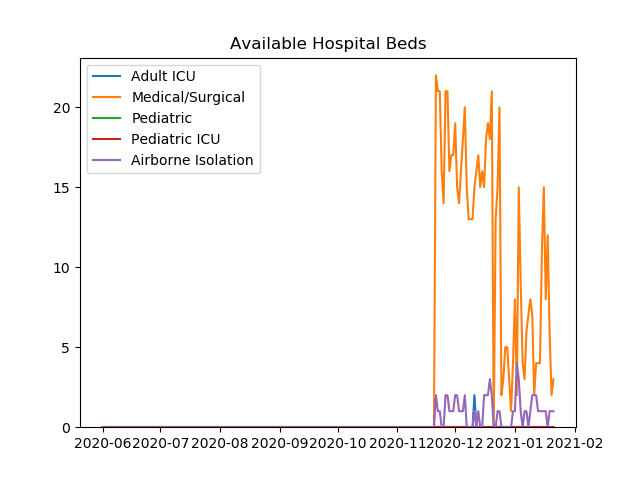 Available Hospital Beds
Adult ICU
Medical/Surgical
Pediatric
Pediatric ICU
Airborne Isolation
20
15
10
5
0
2020-06 2020-07 2020-08 2020-09 2020-10 2020-11 2020-12 2021-01 2021-02